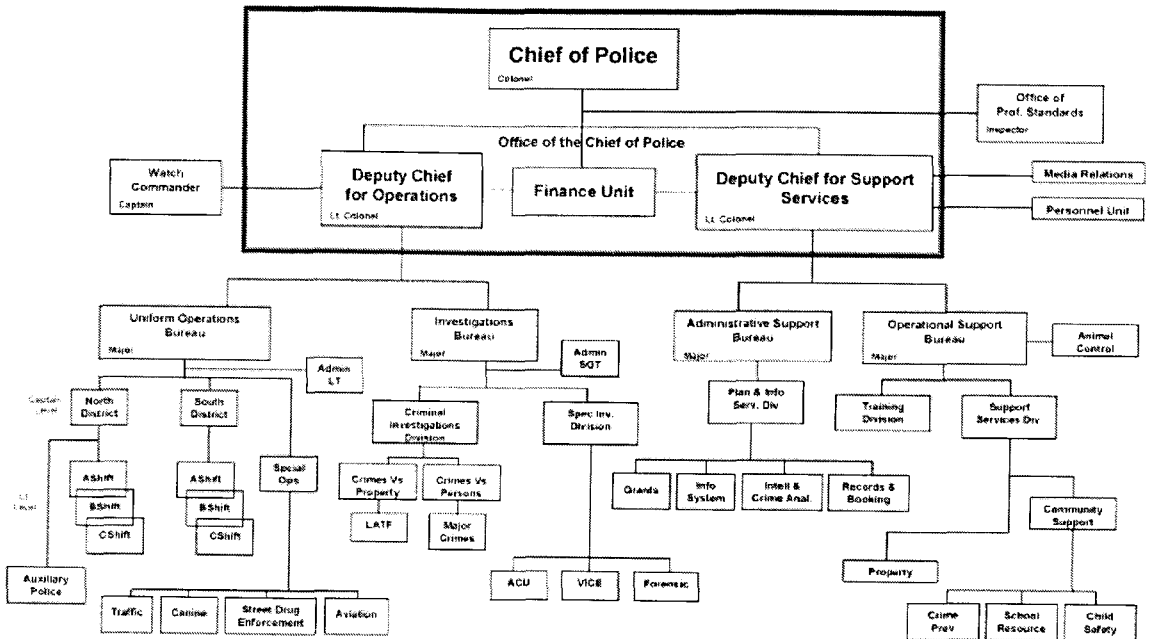 Chief of Police
Colonel
Office of
Prof. Standards
Inspector
Office of the Chief of Police
Watch
Commander
Captain
Deputy Chief
for Operations
Lt. Colonel
Finance Unit
Deputy Chief for Support
Services
Lt. Colonel
Media Relations
Personnel Unit
Uniform Operations
Bureau
Major
Investigations
Bureau
Major
Administrative Support
Bureau
Major
Operational Support
Bureau
Major
Animal
Control
Admin
LT
Admin
SGT
Captain
Level
North
District
South
District
Criminal
Investigations
Division
Spec Inv.
Division
Plan & Info
Serv. Div
Training
Division
Support
Services Div
AShift
BShift
CShift
AShift
BShift
CShift
Special
Ops
Lt
Level
Crimes Vs
Property
Crimes Vs
Persons
LATF
Major
Crimes
Grants
Info
System
Intell &
Crime Anal.
Records &
Booking
Community
Support
Auxiliary
Police
ACU
VICE
Forensic
Property
Traffic
Canine
Street Drug
Enforcement
Aviation
Crime
Prev
School
Resource
Child
Safety